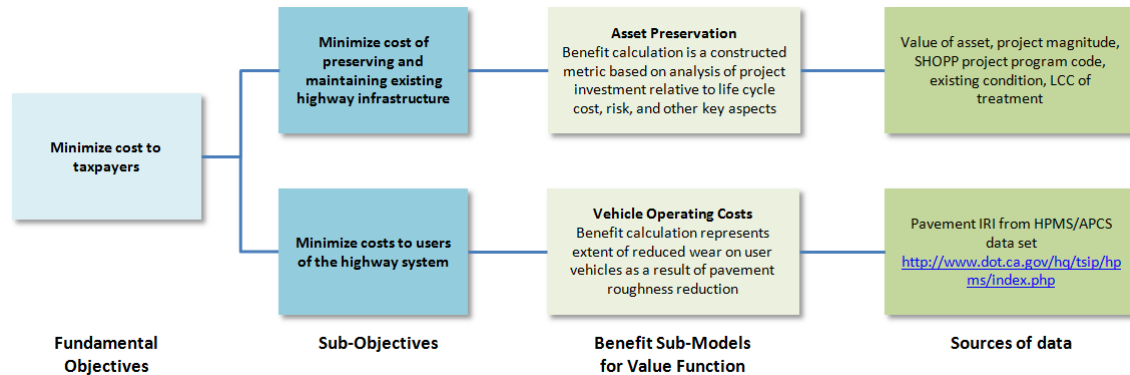 Minimize cost to
taxpayers
Minimize cost of
preserving and
maintaining existing
highway infrastructure
Asset Preservation
Benefit calculation is a constructed
metric based on analysis of project
investment relative to life cycle
cost, risk, and other key aspects
Value of asset, project magnitude,
SHOPP project program code,
existing condition, LCC of
treatment
Minimize costs to users
of the highway system
Vehicle Operating Costs
Benefit calculation represents
extent of reduced wear on user
vehicles as a result of pavement
roughness reduction
Pavement IRI from HPMS/APCS
data set
http://www.dot.ca.gov/hq/tsip/hp
ms/index.php
Fundamental
Objectives
Sub-Objectives
Benefit Sub-Models
for Value Function
Sources of data